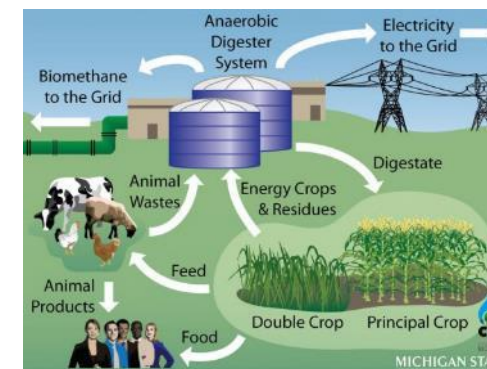 Anaerobic
Digester
System
Electricity
to the Grid
Biomethane
to the Grid
Digestate
Animal
Wastes
Energy Crops
& Residues
Feed
Animal
Products
Double Crop
Principal Crop
Food
MICHIGAN